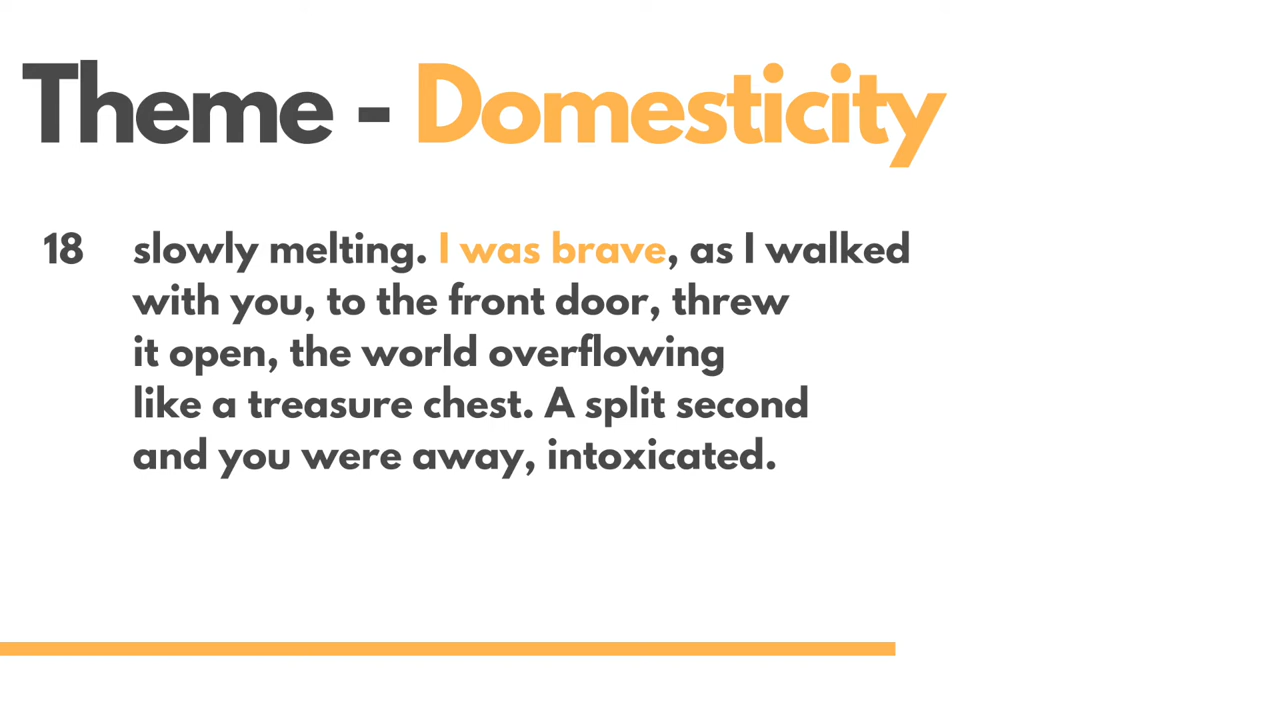 Theme - Domesticity
18 slowly melting. I was brave, as I walked
with you, to the front door, threw
it open, the world overflowing
like a treasure chest. A split second
and you were away, intoxicated.